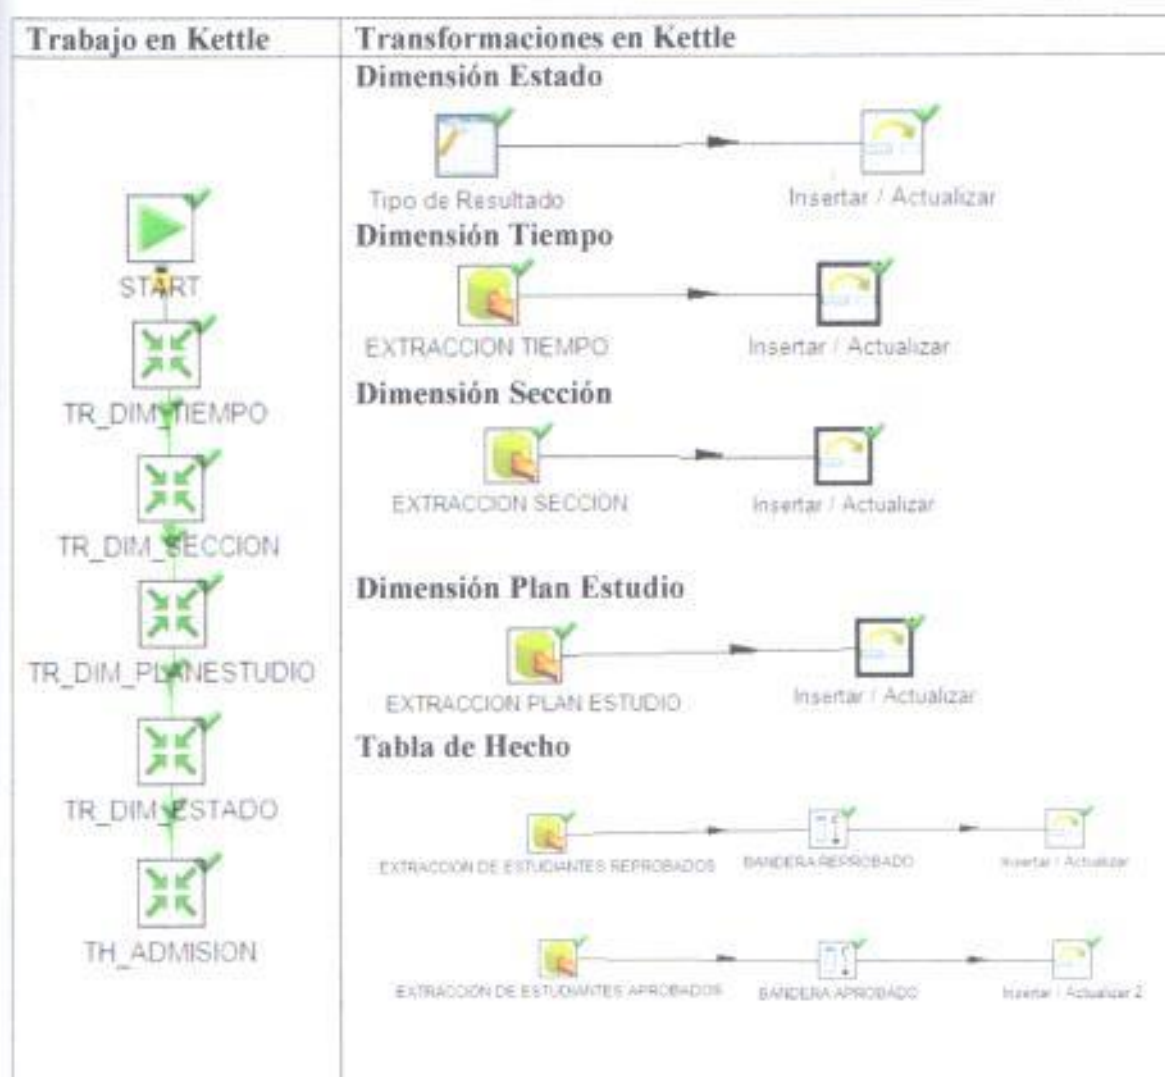 Trabajo en Kettle
Transformaciones en Kettle
START
TR_DIM_TIEMPO
TR_DIM_SECCION
TR_DIM_PLANESTUDIO
TR_DIM_ESTADO
TH_ADMISION
Dimensión Estado
Tipo de Resultado
Insertar / Actualizar
Dimensión Tiempo
EXTRACCION TIEMPO
Insertar / Actualizar
Dimensión Sección
EXTRACCION SECCION
Insertar / Actualizar
Dimensión Plan Estudio
EXTRACCION PLAN ESTUDIO
Insertar / Actualizar
Tabla de Hecho
EXTRACCION DE ESTUDIANTES REPROBADOS
BANDERA REPROBADO
Insertar / Actualizar
EXTRACCION DE ESTUDIANTES APROBADOS
BANDERA APROBADO
Insertar / Actualizar 2